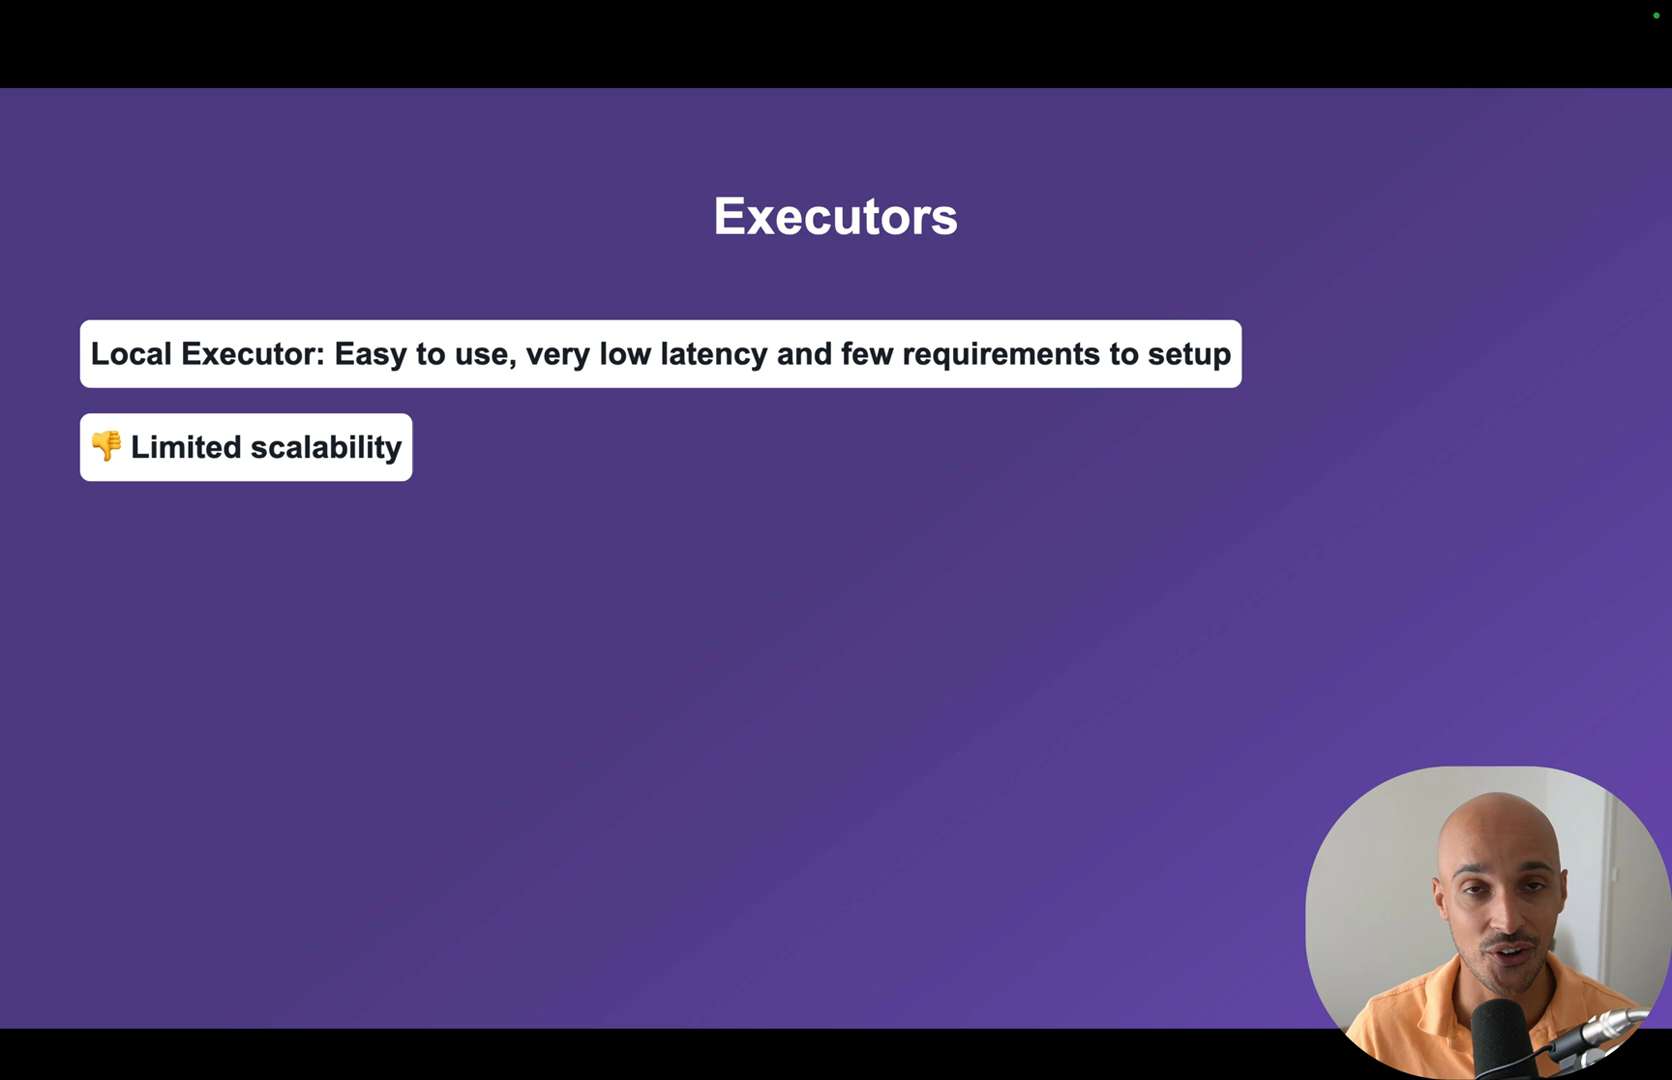 Executors
Local Executor: Easy to use, very low latency and few requirements to setup
👎 Limited scalability